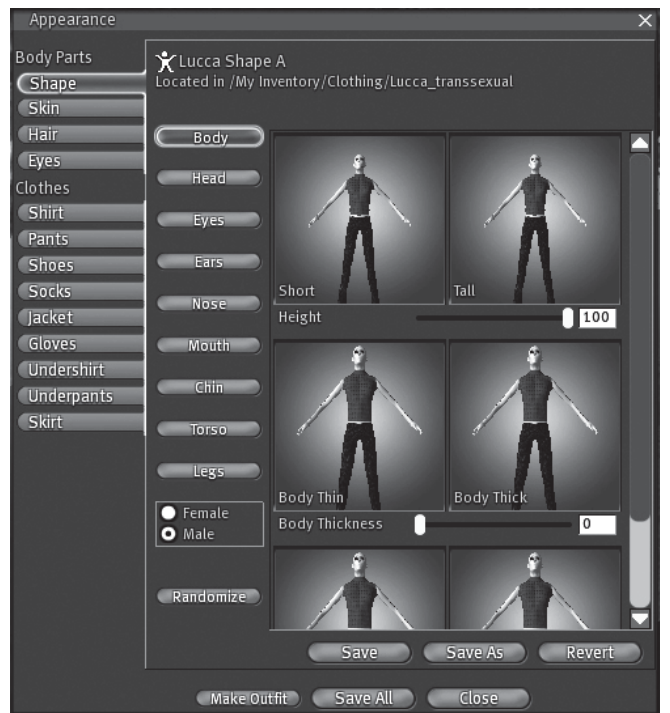 Appearance
Body Parts
Shape
Skin
Hair
Eyes
Clothes
Shirt
Pants
Shoes
Socks
Jacket
Gloves
Undershirt
Underpants
Skirt
Lucca Shape A
Located in /My Inventory/Clothing/Lucca_transsexual
Body
Head
Eyes
Ears
Nose
Mouth
Chin
Torso
Legs
Female
Male
Randomize
Short Tall
Height 100
Body Thin Body Thick
Body Thickness 0
Save Save As Revert
Make Outfit Save All Close